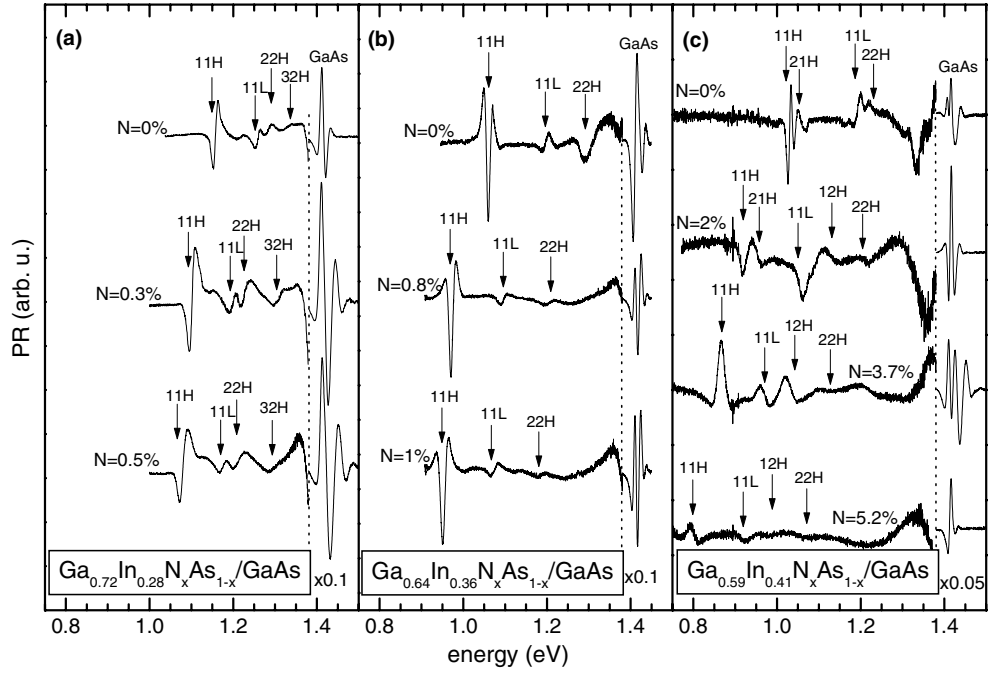 (a)
11H
11L
22H
32H
GaAs
N=0%
11H
11L
22H
32H
N=0.3%
11H
11L
22H
32H
N=0.5%
Ga0.72In0.28NxAs1-x/GaAs
x0.1
0.8 1.0 1.2 1.4
(b)
11H
11L
22H
GaAs
N=0%
11H
11L
22H
N=0.8%
11H
11L
22H
N=1%
Ga0.64In0.36NxAs1-x/GaAs
x0.1
0.8 1.0 1.2 1.4
(c)
11H
21H
11L
22H
GaAs
N=0%
11H
21H
11L
12H
22H
N=2%
11H
11L
12H
22H
N=3.7%
11H
11L
12H
22H
N=5.2%
Ga0.59In0.41NxAs1-x/GaAs
x0.05
0.8 1.0 1.2 1.4
PR (arb. u.)
energy (eV)